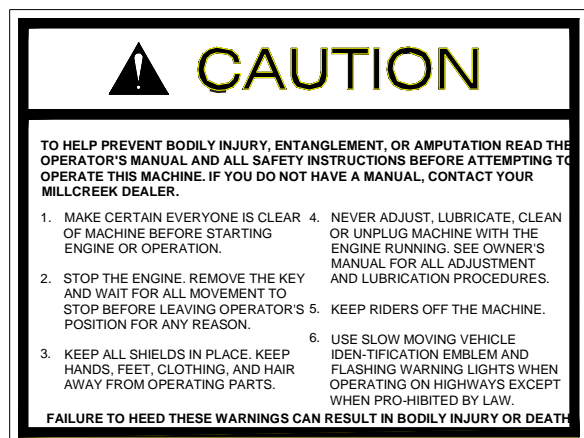 CAUTION
TO HELP PREVENT BODILY INJURY, ENTANGLEMENT, OR AMPUTATION READ THE
OPERATOR'S MANUAL AND ALL SAFETY INSTRUCTIONS BEFORE ATTEMPTING TO
OPERATE THIS MACHINE. IF YOU DO NOT HAVE A MANUAL, CONTACT YOUR
MILLCREEK DEALER.
1. MAKE CERTAIN EVERYONE IS CLEAR
OF MACHINE BEFORE STARTING
ENGINE OR OPERATION.
2. STOP THE ENGINE. REMOVE THE KEY
AND WAIT FOR ALL MOVEMENT TO
STOP BEFORE LEAVING OPERATOR'S
POSITION FOR ANY REASON.
3. KEEP ALL SHIELDS IN PLACE. KEEP
HANDS, FEET, CLOTHING, AND HAIR
AWAY FROM OPERATING PARTS.
4. NEVER ADJUST, LUBRICATE, CLEAN
OR UNPLUG MACHINE WITH THE
ENGINE RUNNING. SEE OWNER'S
MANUAL FOR ALL ADJUSTMENT
AND LUBRICATION PROCEDURES.
5. KEEP RIDERS OFF THE MACHINE.
6. USE SLOW MOVING VEHICLE
IDEN-TIFICATION EMBLEM AND
FLASHING WARNING LIGHTS WHEN
OPERATING ON HIGHWAYS EXCEPT
WHEN PRO-HIBITED BY LAW.
FAILURE TO HEED THESE WARNINGS CAN RESULT IN BODILY INJURY OR DEATH